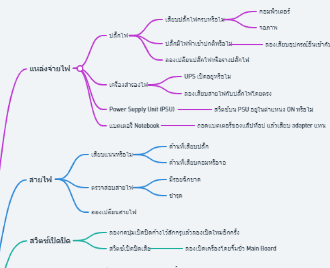 เสียบปลั๊กไฟครบหรือไม่
คอมพิวเตอร์
จอภาพ
ปลั๊กไฟ
ปลั๊กมีไฟฟ้าเข้าปกติหรือไม่
ลองเสียบอุปกรณ์อื่นเข้ากับ
ลองเปลี่ยนปลั๊กไฟหรือรางปลั๊กไฟ
แหล่งจ่ายไฟ
เครื่องสำรองไฟ
UPS เปิดอยู่หรือไม่
ลองเสียบสายไฟกับปลั๊กไฟโดยตรง
Power Supply Unit (PSU)
สวิตช์บน PSU อยู่ในตำแหน่ง ON หรือไม่
แบตเตอรี่ Notebook
ถอดแบตเตอรี่ของแล็ปท็อป แล้วเสียบ adapter แทน
เสียบแน่นหรือไม่
ด้านที่เสียบปลั๊ก
ด้านที่เสียบคอมหรือจอ
สายไฟ
ตรวจสอบสายไฟ
มีรอยฉีกขาด
ชำรุด
ลองเปลี่ยนสายไฟ
สวิตช์เปิดปิด
ลองกดปุ่มเปิดปิดค้างไว้สักครู่แล้วลองเปิดใหม่อีกครั้ง
สวิตช์เปิดปิดเสีย
ลองเปิดเครื่องโดยจั๊มขั้ว Main Board